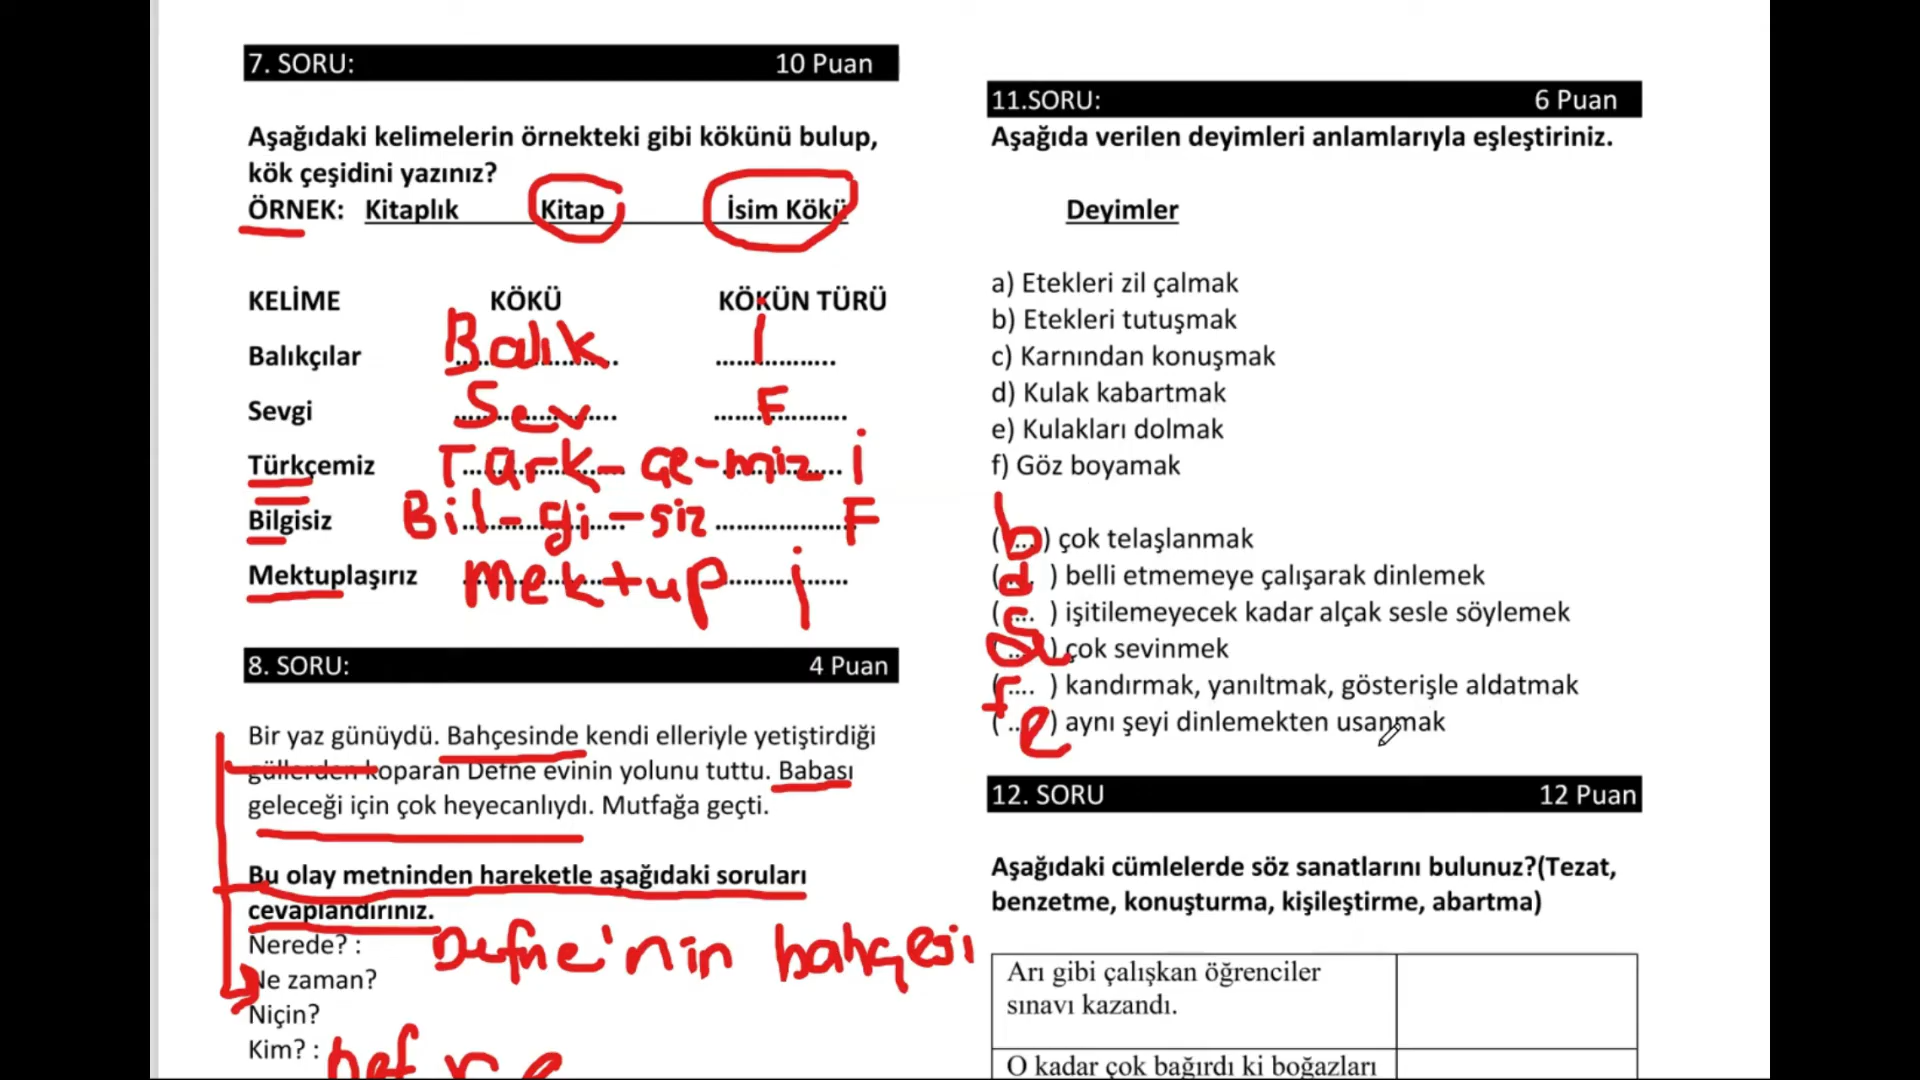 7. SORU: 10 Puan
Aşağıdaki kelimelerin örnekteki gibi kökünü bulup,
kök çeşidini yazınız?
ÖRNEK: Kitaplık Kitap İsim Kökü
KELİME KÖKÜ KÖKÜN TÜRÜ
Balıkçılar Balık İ
Sevgi Sev F
Türkçemiz Türk-çe-miz İ
Bilgisiz Bil-gi-siz F
Mektuplaşırız Mektup İ
8. SORU: 4 Puan
Bir yaz günüydü. Bahçesinde kendi elleriyle yetiştirdiği
güllerden koparan Defne evinin yolunu tuttu. Babası
geleceği için çok heyecanlıydı. Mutfağa geçti.
Bu olay metninden hareketle aşağıdaki soruları
cevaplandırınız.
Nerede? : Defne'nin bahçesi
Ne zaman?
Niçin?
Kim? : Defne
11.SORU: 6 Puan
Aşağıda verilen deyimleri anlamlarıyla eşleştiriniz.
Deyimler
a) Etekleri zil çalmak
b) Etekleri tutuşmak
c) Karnından konuşmak
d) Kulak kabartmak
e) Kulakları dolmak
f) Göz boyamak
(b....) çok telaşlanmak
(d.... ) belli etmemeye çalışarak dinlemek
(c.... ) işitilemeyecek kadar alçak sesle söylemek
(a....) çok sevinmek
(f.... ) kandırmak, yanıltmak, gösterişle aldatmak
(e....) aynı şeyi dinlemekten usanmak
12. SORU 12 Puan
Aşağıdaki cümlelerde söz sanatlarını bulunuz?(Tezat,
benzetme, konuşturma, kişileştirme, abartma)
Arı gibi çalışkan öğrenciler
sınavı kazandı.
O kadar çok bağırdı ki boğazları